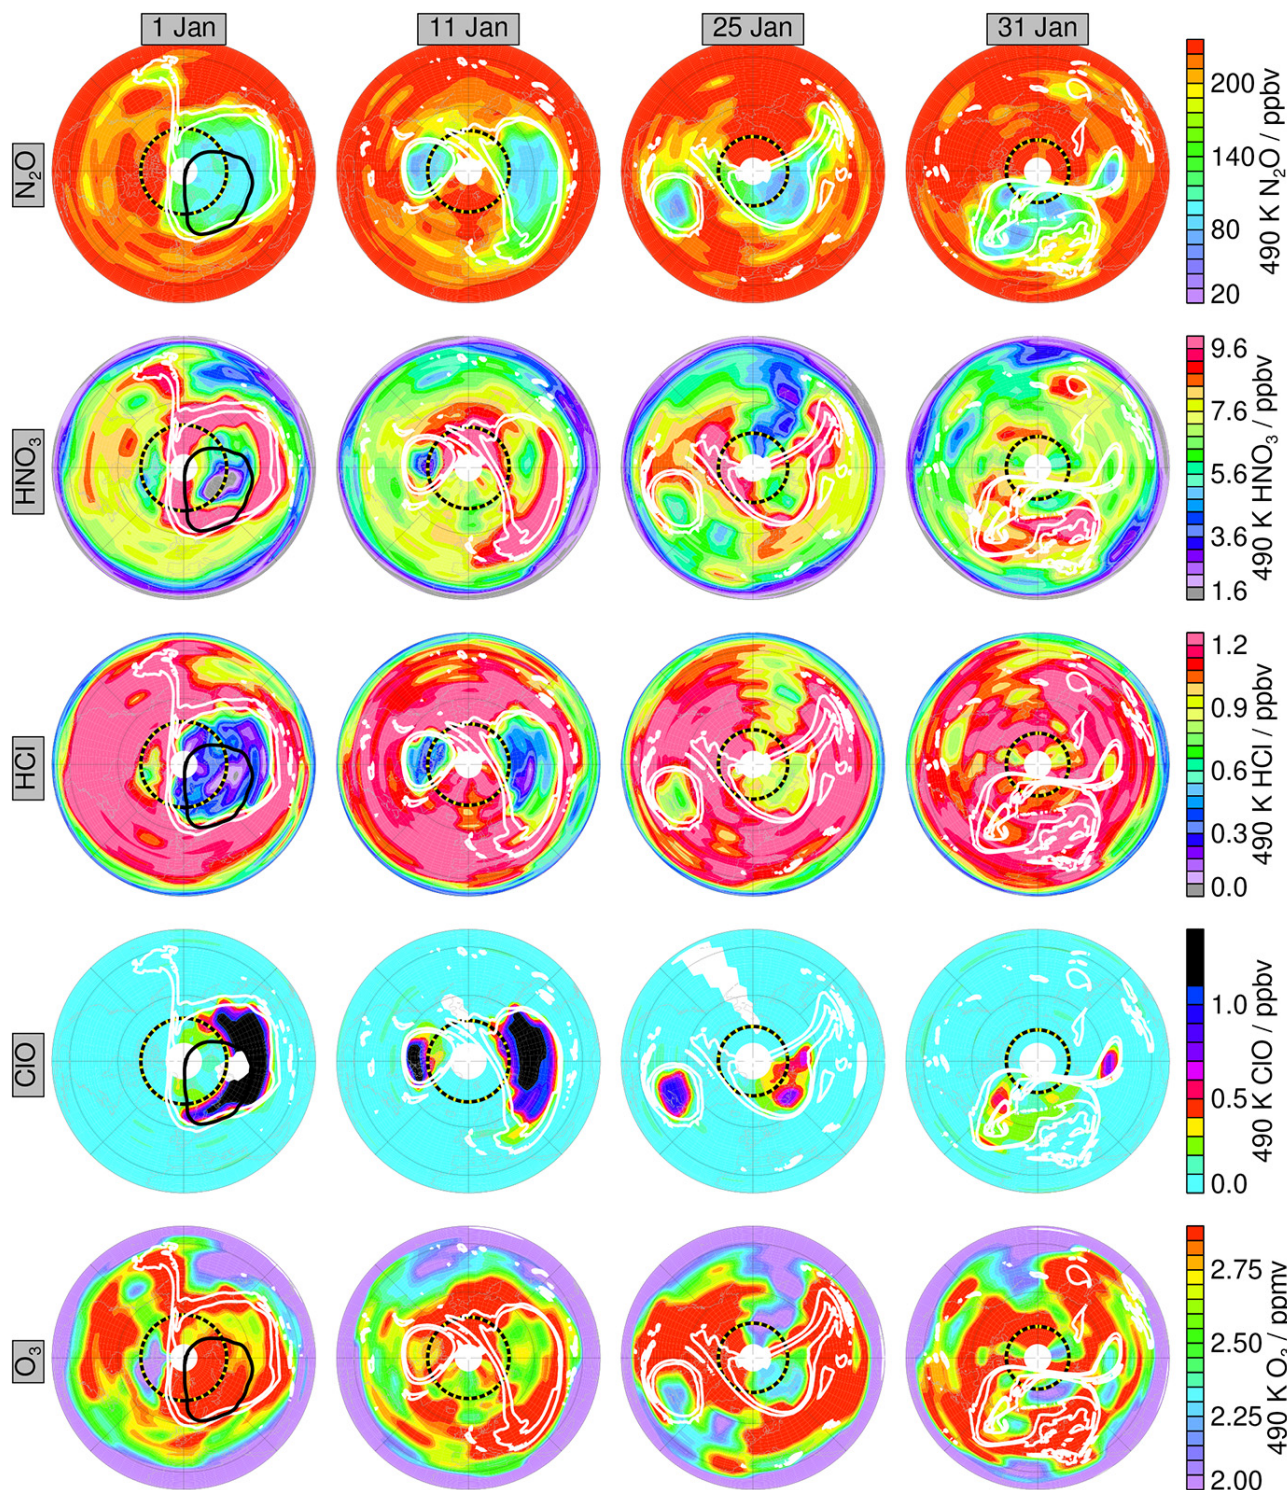 1 Jan 11 Jan 25 Jan 31 Jan
N₂O
200
140
80
20
490 K N₂O / ppbv
HNO₃
9.6
7.6
5.6
3.6
1.6
490 K HNO₃ / ppbv
HCl
1.2
0.9
0.6
0.3
0.0
490 K HCl / ppbv
ClO
1.0
0.5
0.0
490 K ClO / ppbv
O₃
2.75
2.50
2.25
2.00
490 K O₃ / ppmv